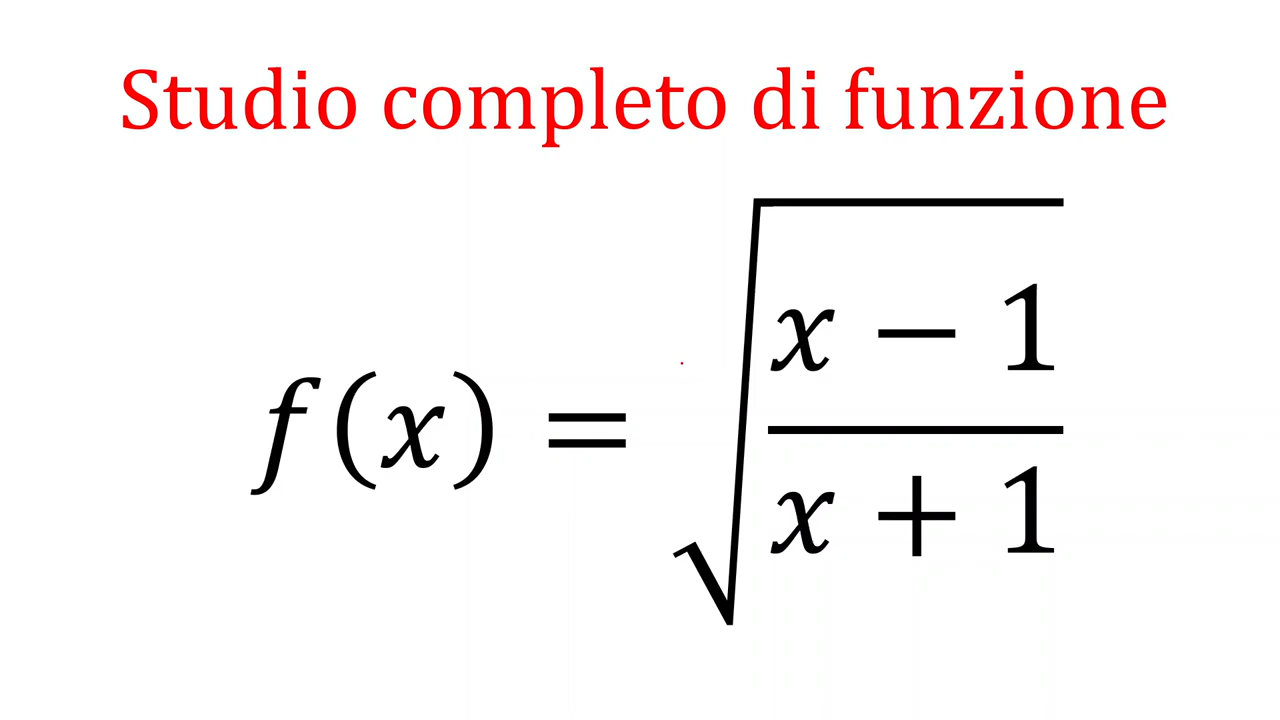 Studio completo di funzione
f(x) = √((x − 1)/(x + 1))